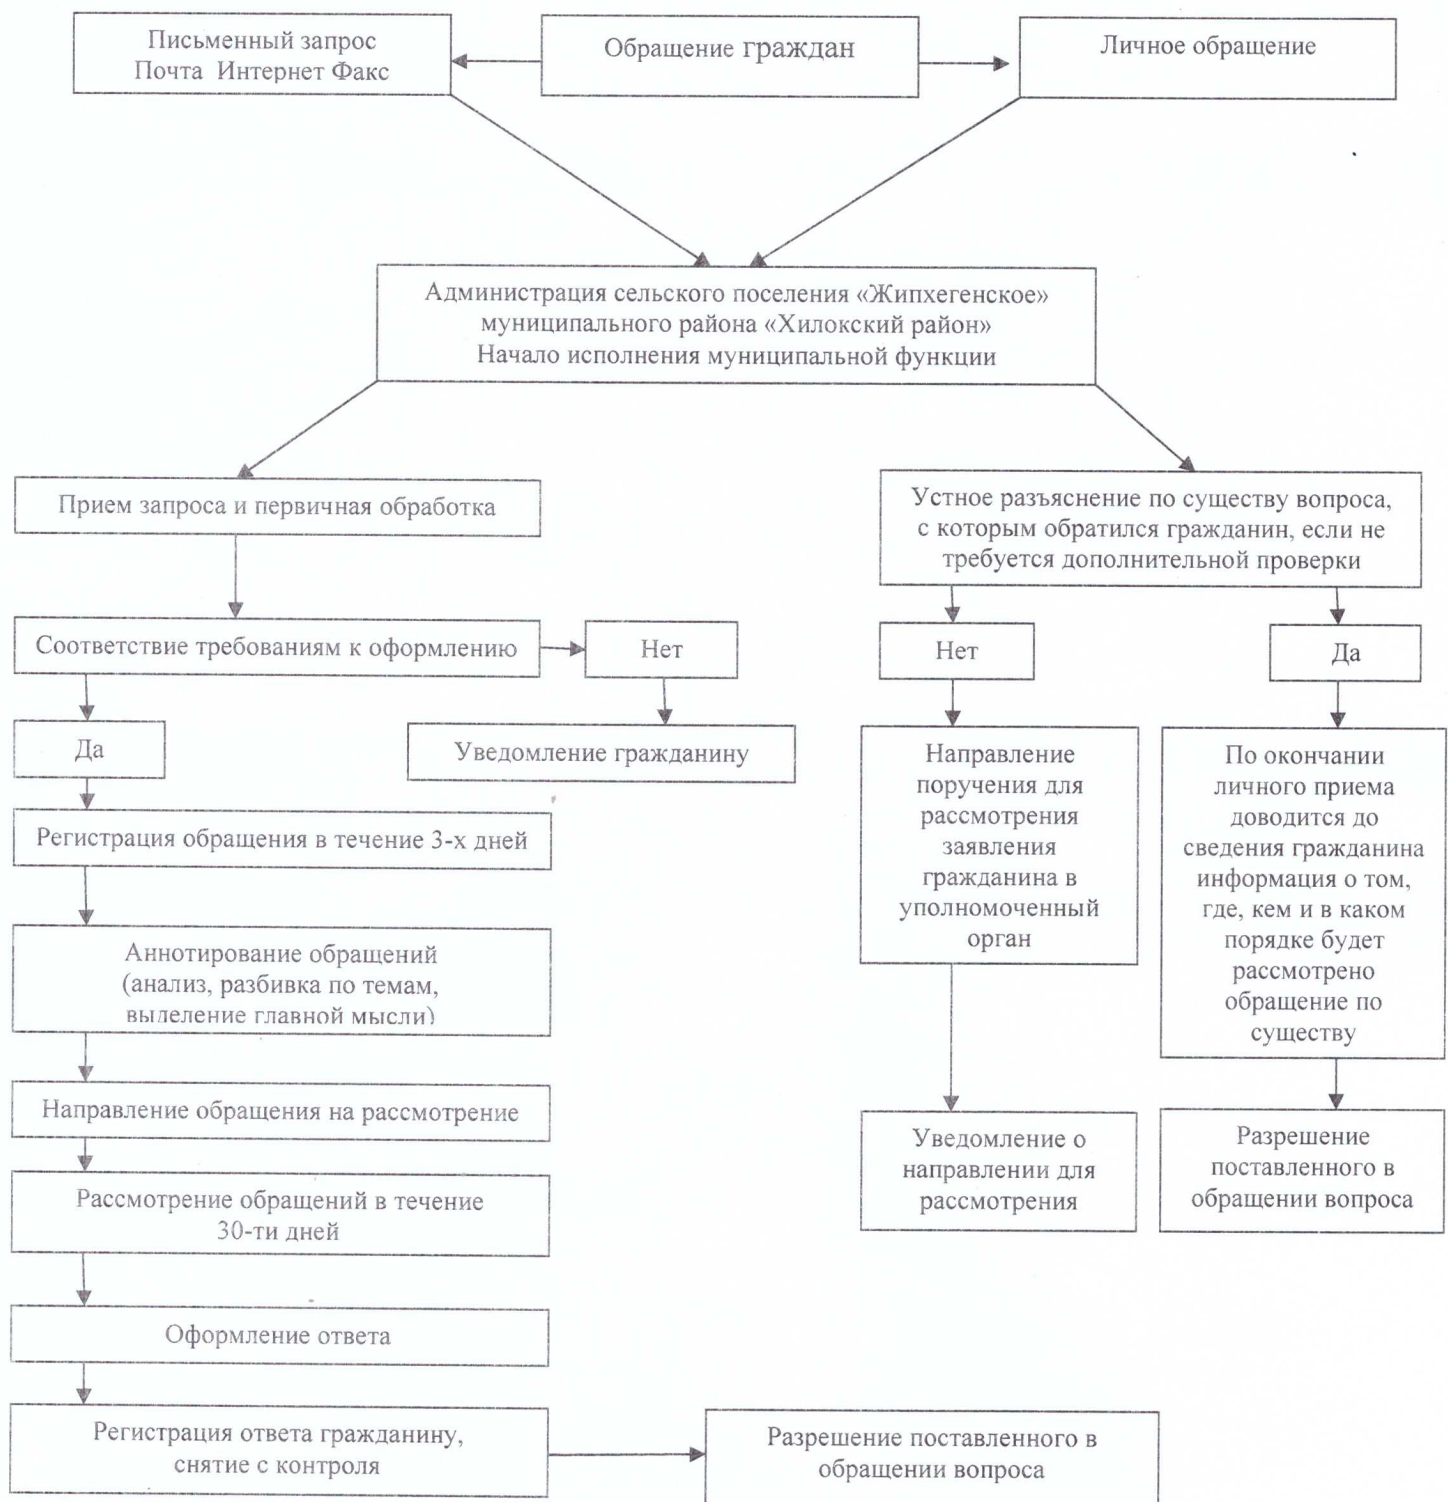 Письменный запрос
Почта Интернет Факс
Обращение граждан
Личное обращение
Администрация сельского поселения «Жипхегенское»
муниципального района «Хилокский район»
Начало исполнения муниципальной функции
Прием запроса и первичная обработка
Устное разъяснение по существу вопроса,
с которым обратился гражданин, если не
требуется дополнительной проверки
Соответствие требованиям к оформлению
Нет
Нет
Да
Да
Уведомление гражданину
Направление
поручения для
рассмотрения
заявления
гражданина в
уполномоченный
орган
По окончании
личного приема
доводится до
сведения гражданина
информация о том,
где, кем и в каком
порядке будет
рассмотрено
обращение по
существу
Регистрация обращения в течение 3-х дней
Аннотирование обращений
(анализ, разбивка по темам,
выделение главной мысли)
Направление обращения на рассмотрение
Уведомление о
направлении для
рассмотрения
Разрешение
поставленного в
обращении вопроса
Рассмотрение обращений в течение
30-ти дней
Оформление ответа
Регистрация ответа гражданину,
снятие с контроля
Разрешение поставленного в
обращении вопроса